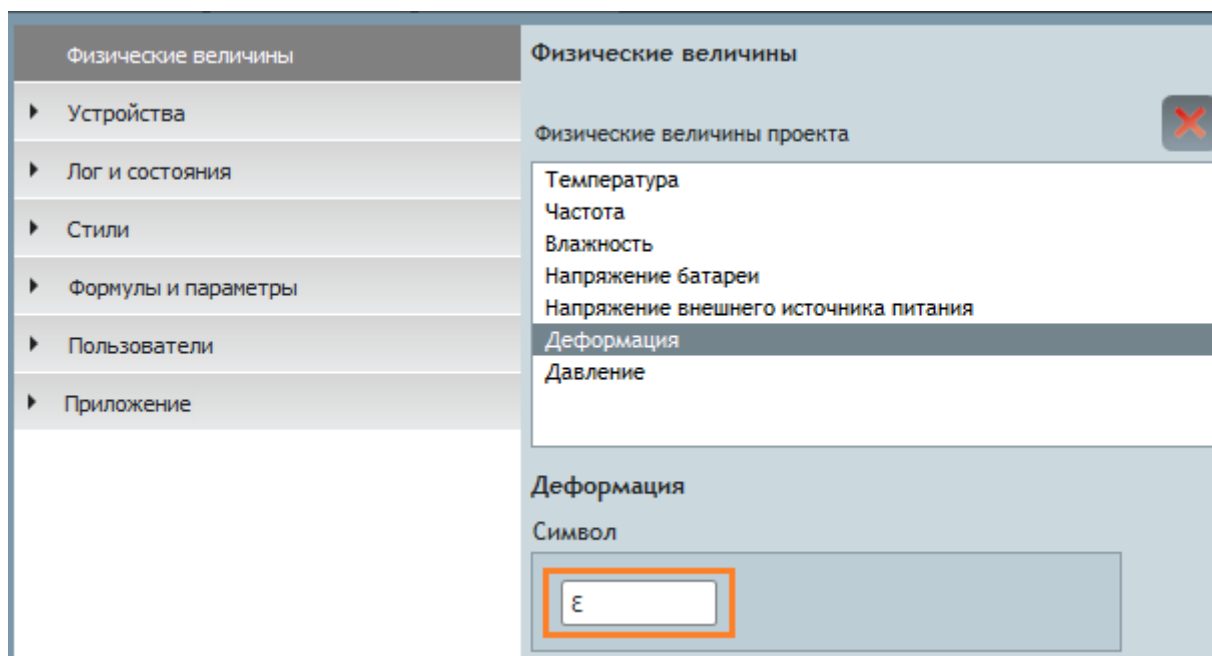 Физические величины
Устройства
Лог и состояния
Стили
Формулы и параметры
Пользователи
Приложение
Физические величины
Физические величины проекта
Температура
Частота
Влажность
Напряжение батареи
Напряжение внешнего источника питания
Деформация
Давление
Деформация
Символ
ε